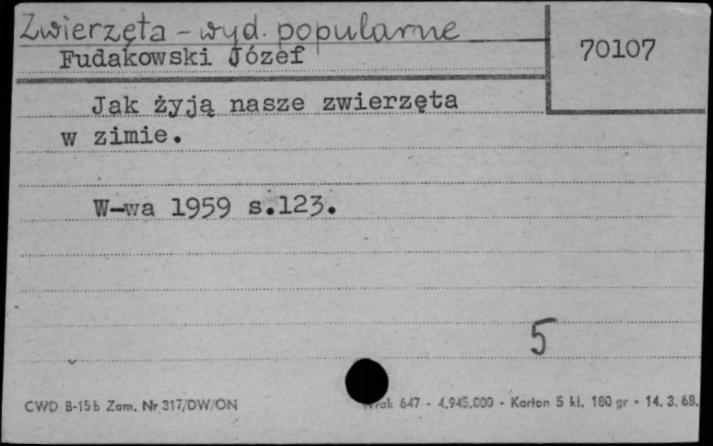 Zwierzęta - wyd. popularne
Fudakowski Józef
70107
Jak żyją nasze zwierzęta
w zimie.
W-wa 1959 s.123.
5
CWD B-15b Zam. Nr 317/DW/ON
647 - 4.945.000 - Karton 5 kl. 180 gr - 14. 3. 68.